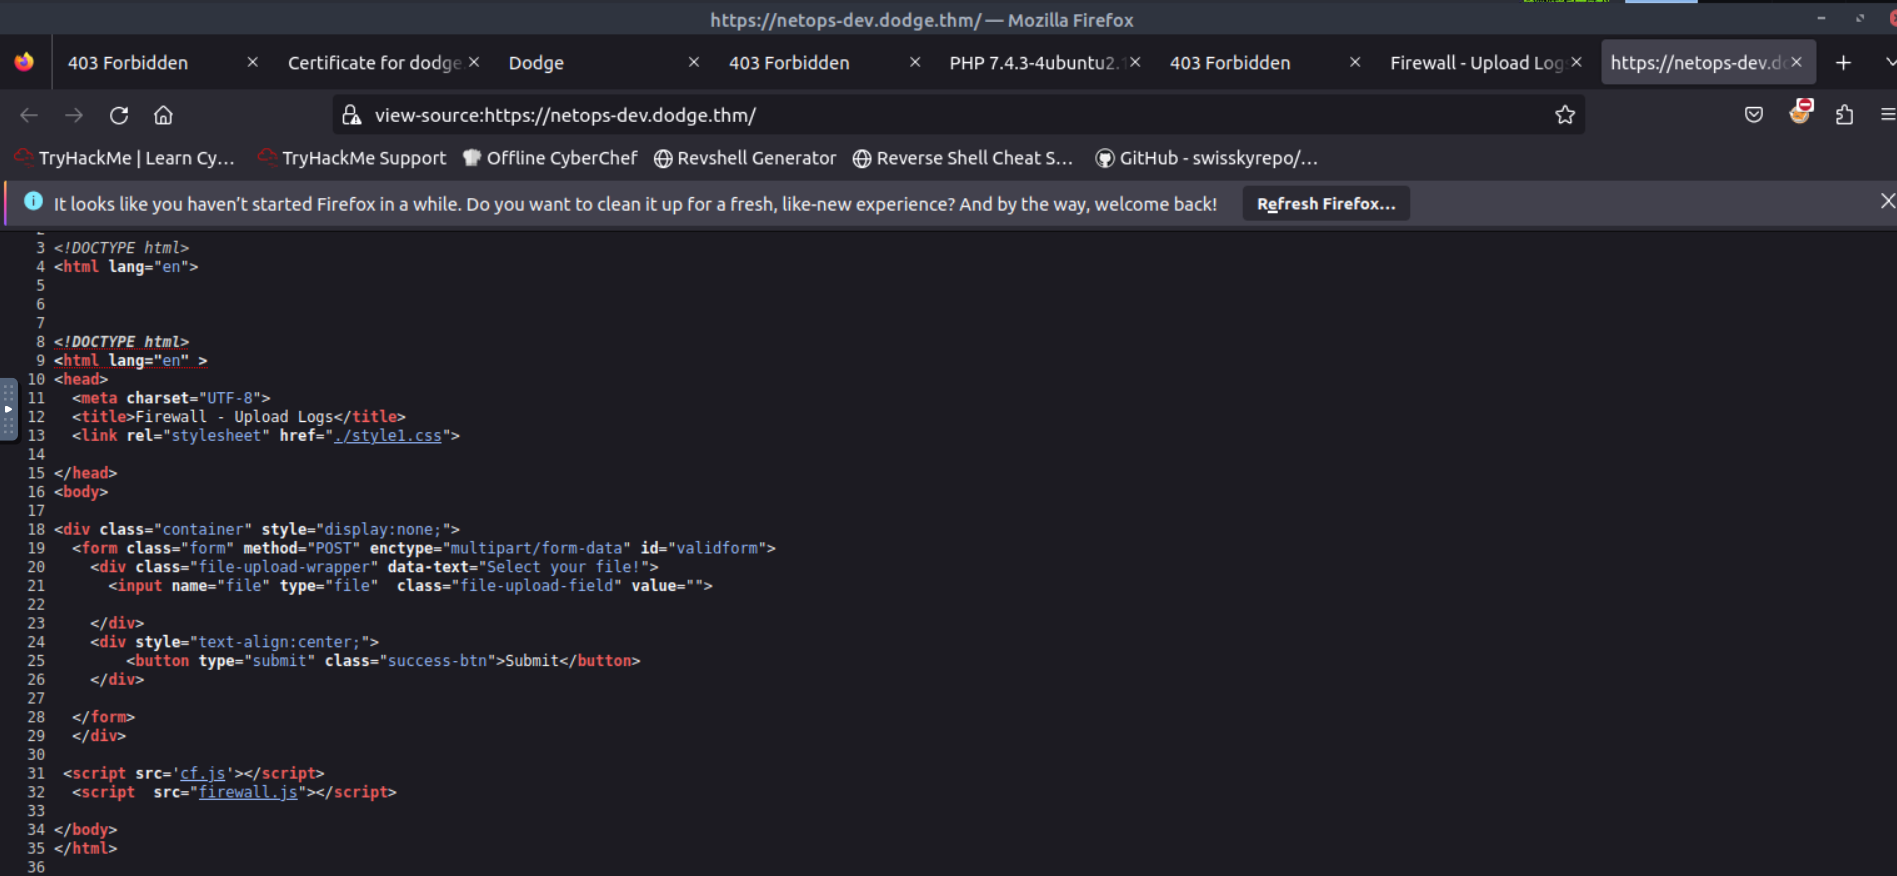 https://netops-dev.dodge.thm/ — Mozilla Firefox
403 Forbidden Certificate for dodge. Dodge 403 Forbidden PHP 7.4.3-4ubuntu2.1 403 Forbidden Firewall - Upload Log https://netops-dev.do
view-source:https://netops-dev.dodge.thm/
TryHackMe | Learn Cy... TryHackMe Support Offline CyberChef Revshell Generator Reverse Shell Cheat S... GitHub - swisskyrepo/...
It looks like you haven't started Firefox in a while. Do you want to clean it up for a fresh, like-new experience? And by the way, welcome back! Refresh Firefox...
3 <!DOCTYPE html>
4 <html lang="en">
5
6
7
8 <!DOCTYPE html>
9 <html lang="en" >
10 <head>
11 <meta charset="UTF-8">
12 <title>Firewall - Upload Logs</title>
13 <link rel="stylesheet" href="./style1.css">
14
15 </head>
16 <body>
17
18 <div class="container" style="display:none;">
19 <form class="form" method="POST" enctype="multipart/form-data" id="validform">
20 <div class="file-upload-wrapper" data-text="Select your file!">
21 <input name="file" type="file"  class="file-upload-field" value="">
22
23 </div>
24 <div style="text-align:center;">
25 <button type="submit" class="success-btn">Submit</button>
26 </div>
27
28 </form>
29 </div>
30
31 <script src='cf.js'></script>
32 <script  src="firewall.js"></script>
33
34 </body>
35 </html>
36